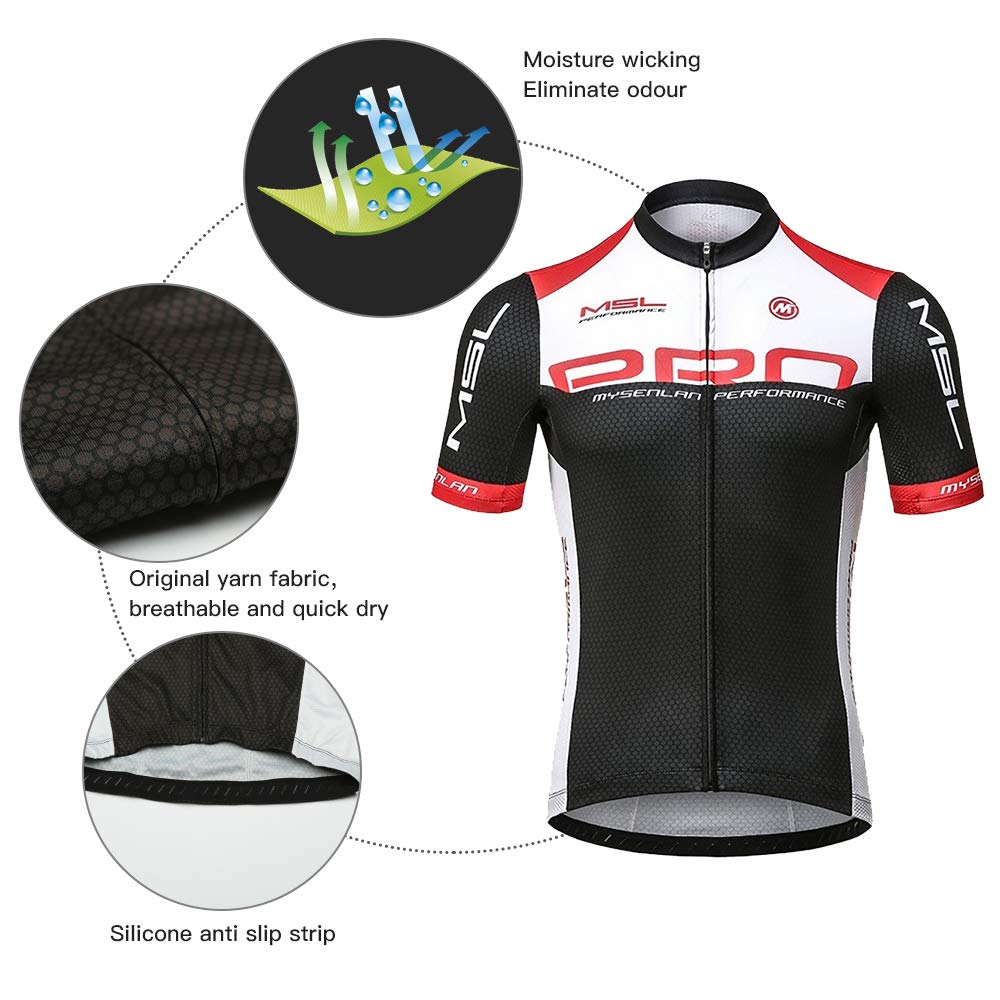 Moisture wicking
Eliminate odour
MSL
PERFORMANCE
M
PRO
MYSENLAN PERFORMANCE
MSL
MSL
Original yarn fabric,
breathable and quick dry
Silicone anti slip strip